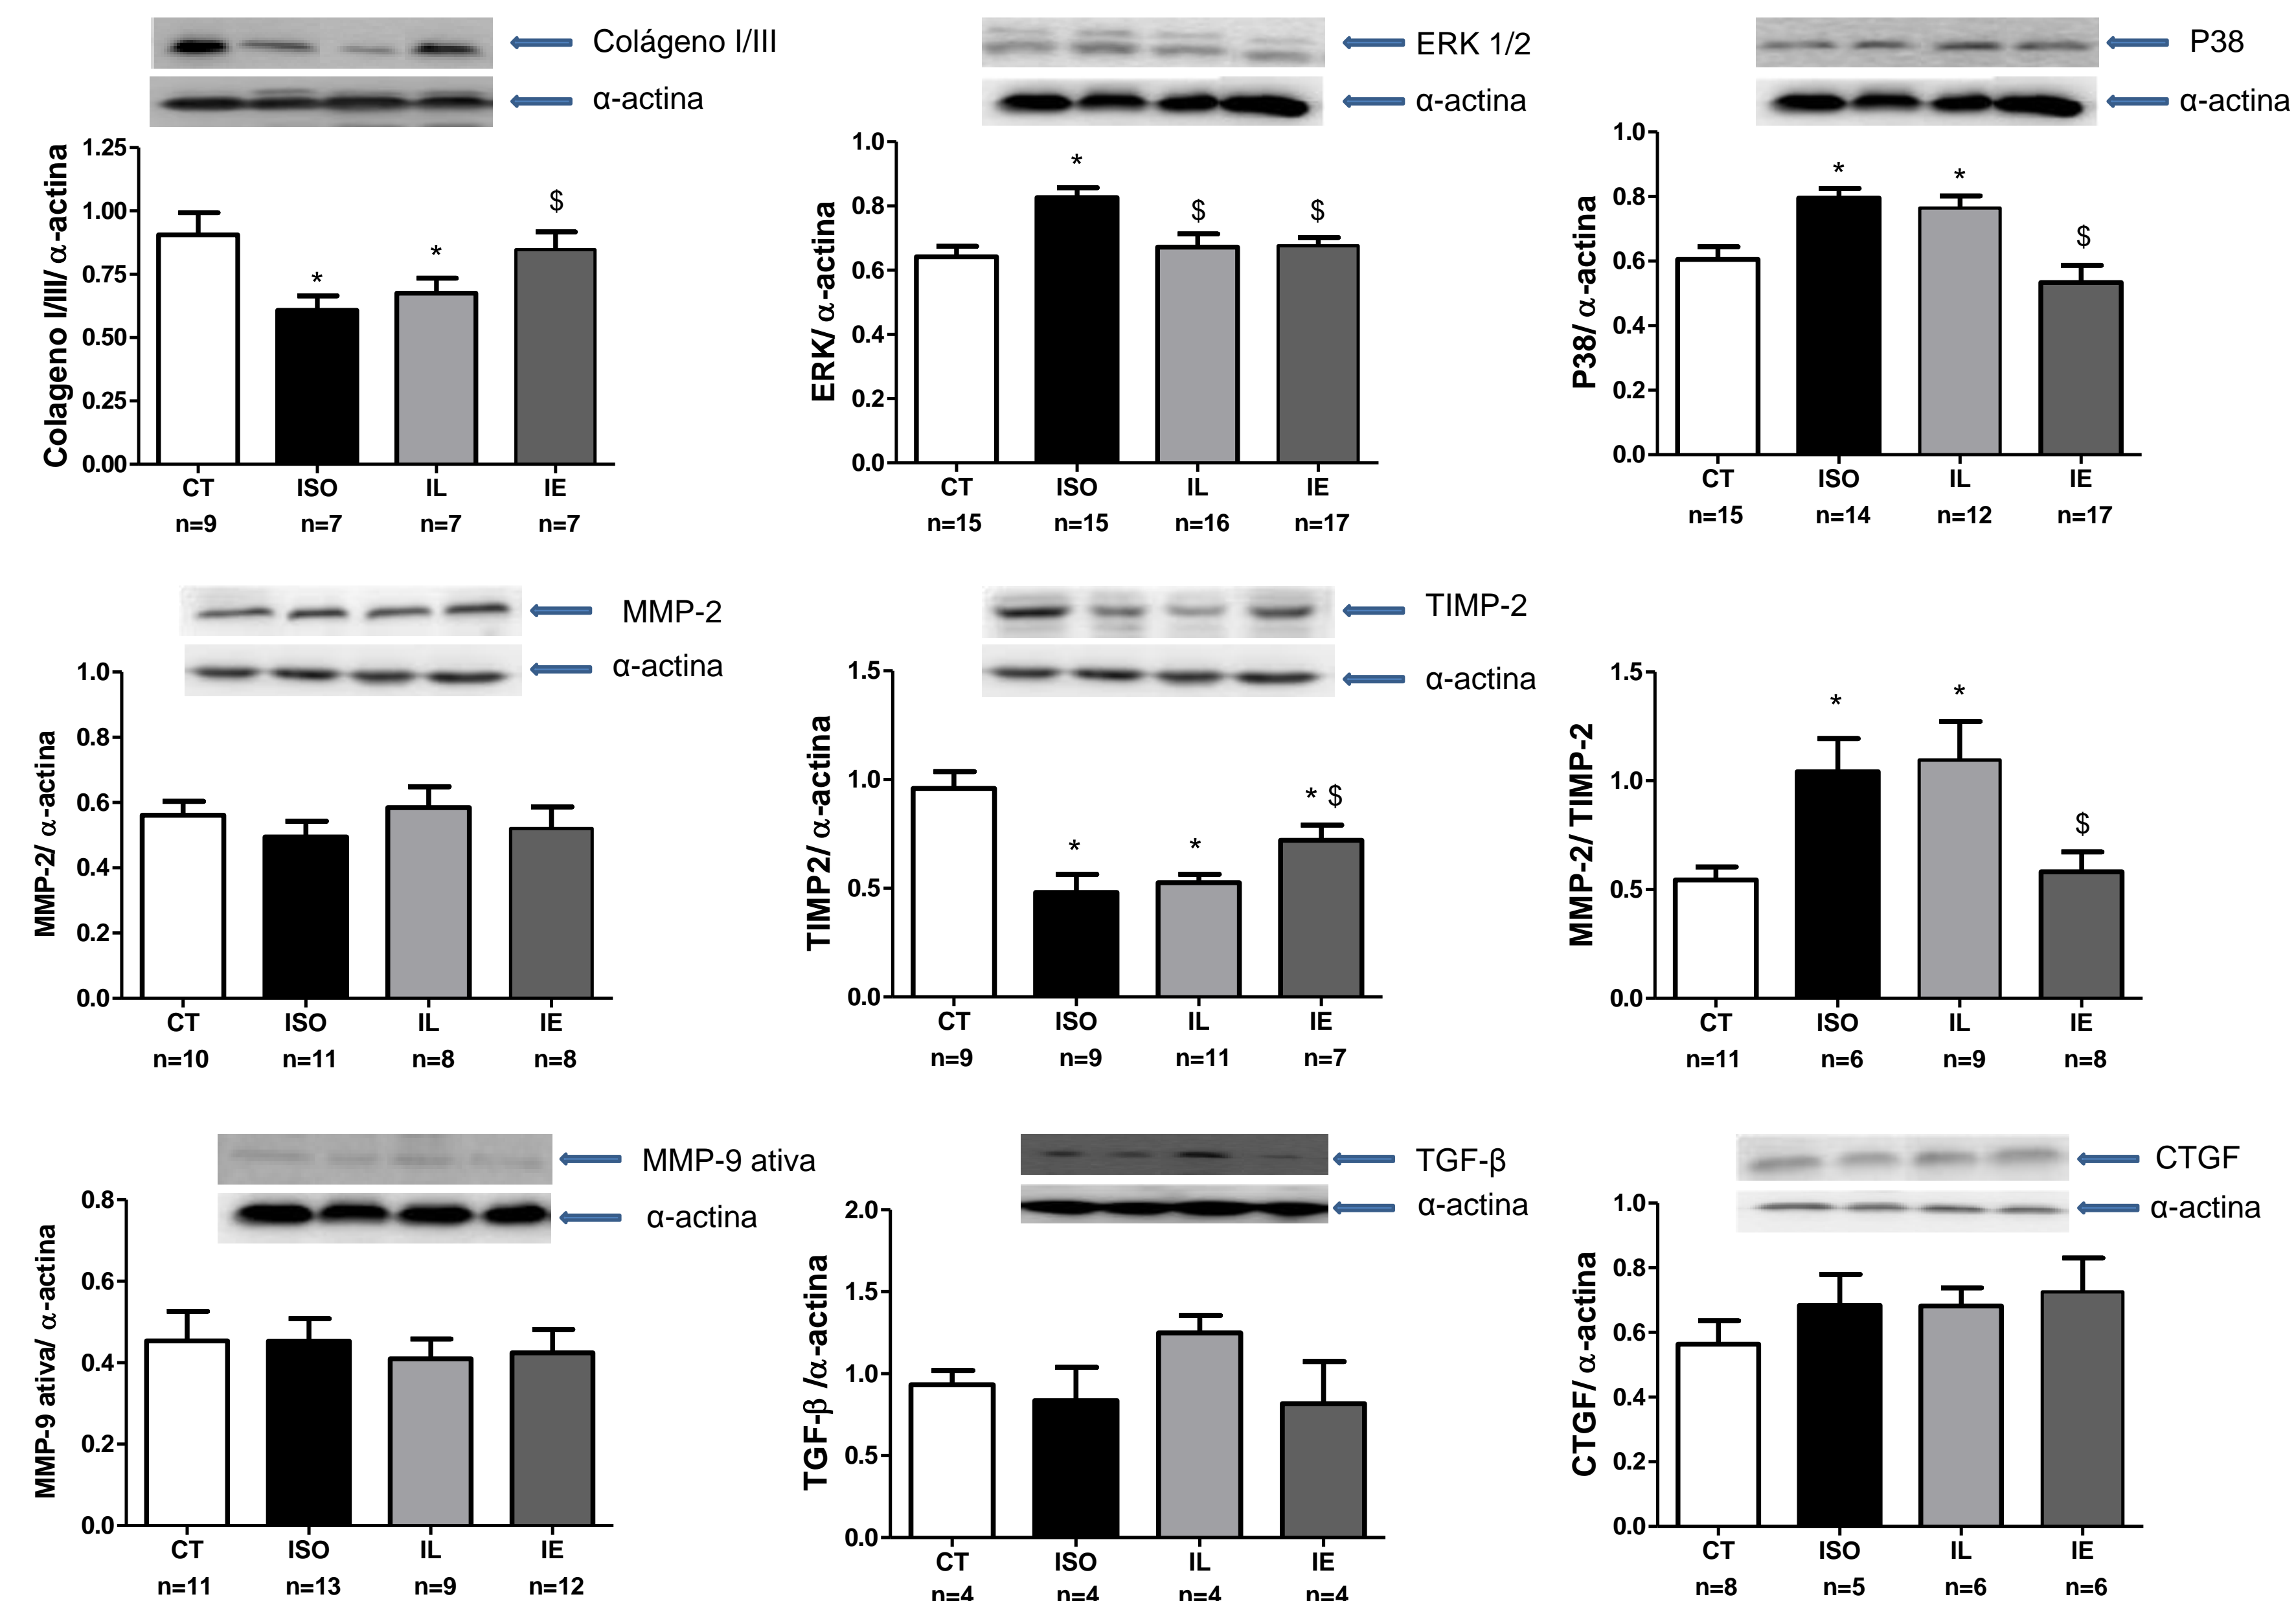 Colágeno I/III
α-actina
Colageno I/III/ α-actina
1.25
1.00
0.75
0.50
0.25
0.00
* * $
CT ISO IL IE
n=9 n=7 n=7 n=7
ERK 1/2
α-actina
ERK/ α-actina
1.0
0.8
0.6
0.4
0.2
0.0
* $ $
CT ISO IL IE
n=15 n=15 n=16 n=17
P38
α-actina
P38/ α-actina
1.0
0.8
0.6
0.4
0.2
0.0
* * $
CT ISO IL IE
n=15 n=14 n=12 n=17
MMP-2
α-actina
MMP-2/ α-actina
1.0
0.8
0.6
0.4
0.2
0.0
CT ISO IL IE
n=10 n=11 n=8 n=8
TIMP-2
α-actina
TIMP2/ α-actina
1.5
1.0
0.5
0.0
* * * $
CT ISO IL IE
n=9 n=9 n=11 n=7
MMP-2/ TIMP-2
1.5
1.0
0.5
0.0
* * $
CT ISO IL IE
n=11 n=6 n=9 n=8
MMP-9 ativa
α-actina
MMP-9 ativa/ α-actina
0.8
0.6
0.4
0.2
0.0
CT ISO IL IE
n=11 n=13 n=9 n=12
TGF-β
α-actina
TGF-β /α-actina
2.0
1.5
1.0
0.5
0.0
CT ISO IL IE
n=4 n=4 n=4 n=4
CTGF
α-actina
CTGF/ α-actina
1.0
0.8
0.6
0.4
0.2
0.0
CT ISO IL IE
n=8 n=5 n=6 n=6